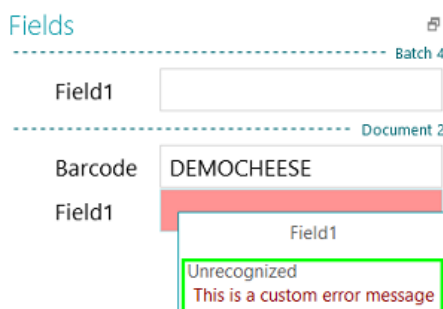 Fields
Batch 4
Field1
Document 2
Barcode DEMOCHEESE
Field1
Field1
Unrecognized
This is a custom error message